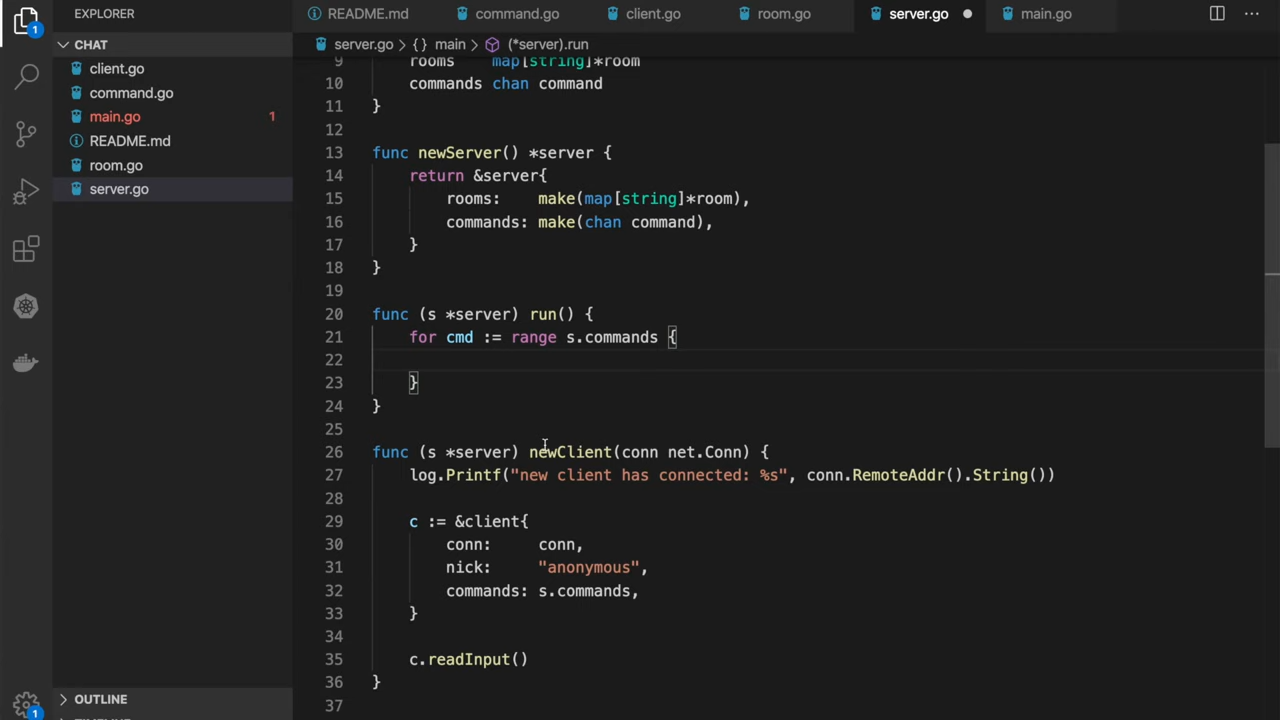 EXPLORER
README.md command.go client.go room.go server.go main.go
1
CHAT
server.go > {} main > (*server).run
client.go
command.go
main.go 1
README.md
room.go
server.go
9 rooms map[string]*room
10 commands chan command
11 }
12
13 func newServer() *server {
14 return &server{
15 rooms: make(map[string]*room),
16 commands: make(chan command),
17 }
18 }
19
20 func (s *server) run() {
21 for cmd := range s.commands {
22
23 }
24 }
25
26 func (s *server) newClient(conn net.Conn) {
27 log.Printf("new client has connected: %s", conn.RemoteAddr().String())
28
29 c := &client{
30 conn: conn,
31 nick: "anonymous",
32 commands: s.commands,
33 }
34
35 c.readInput()
36 }
37
OUTLINE
1